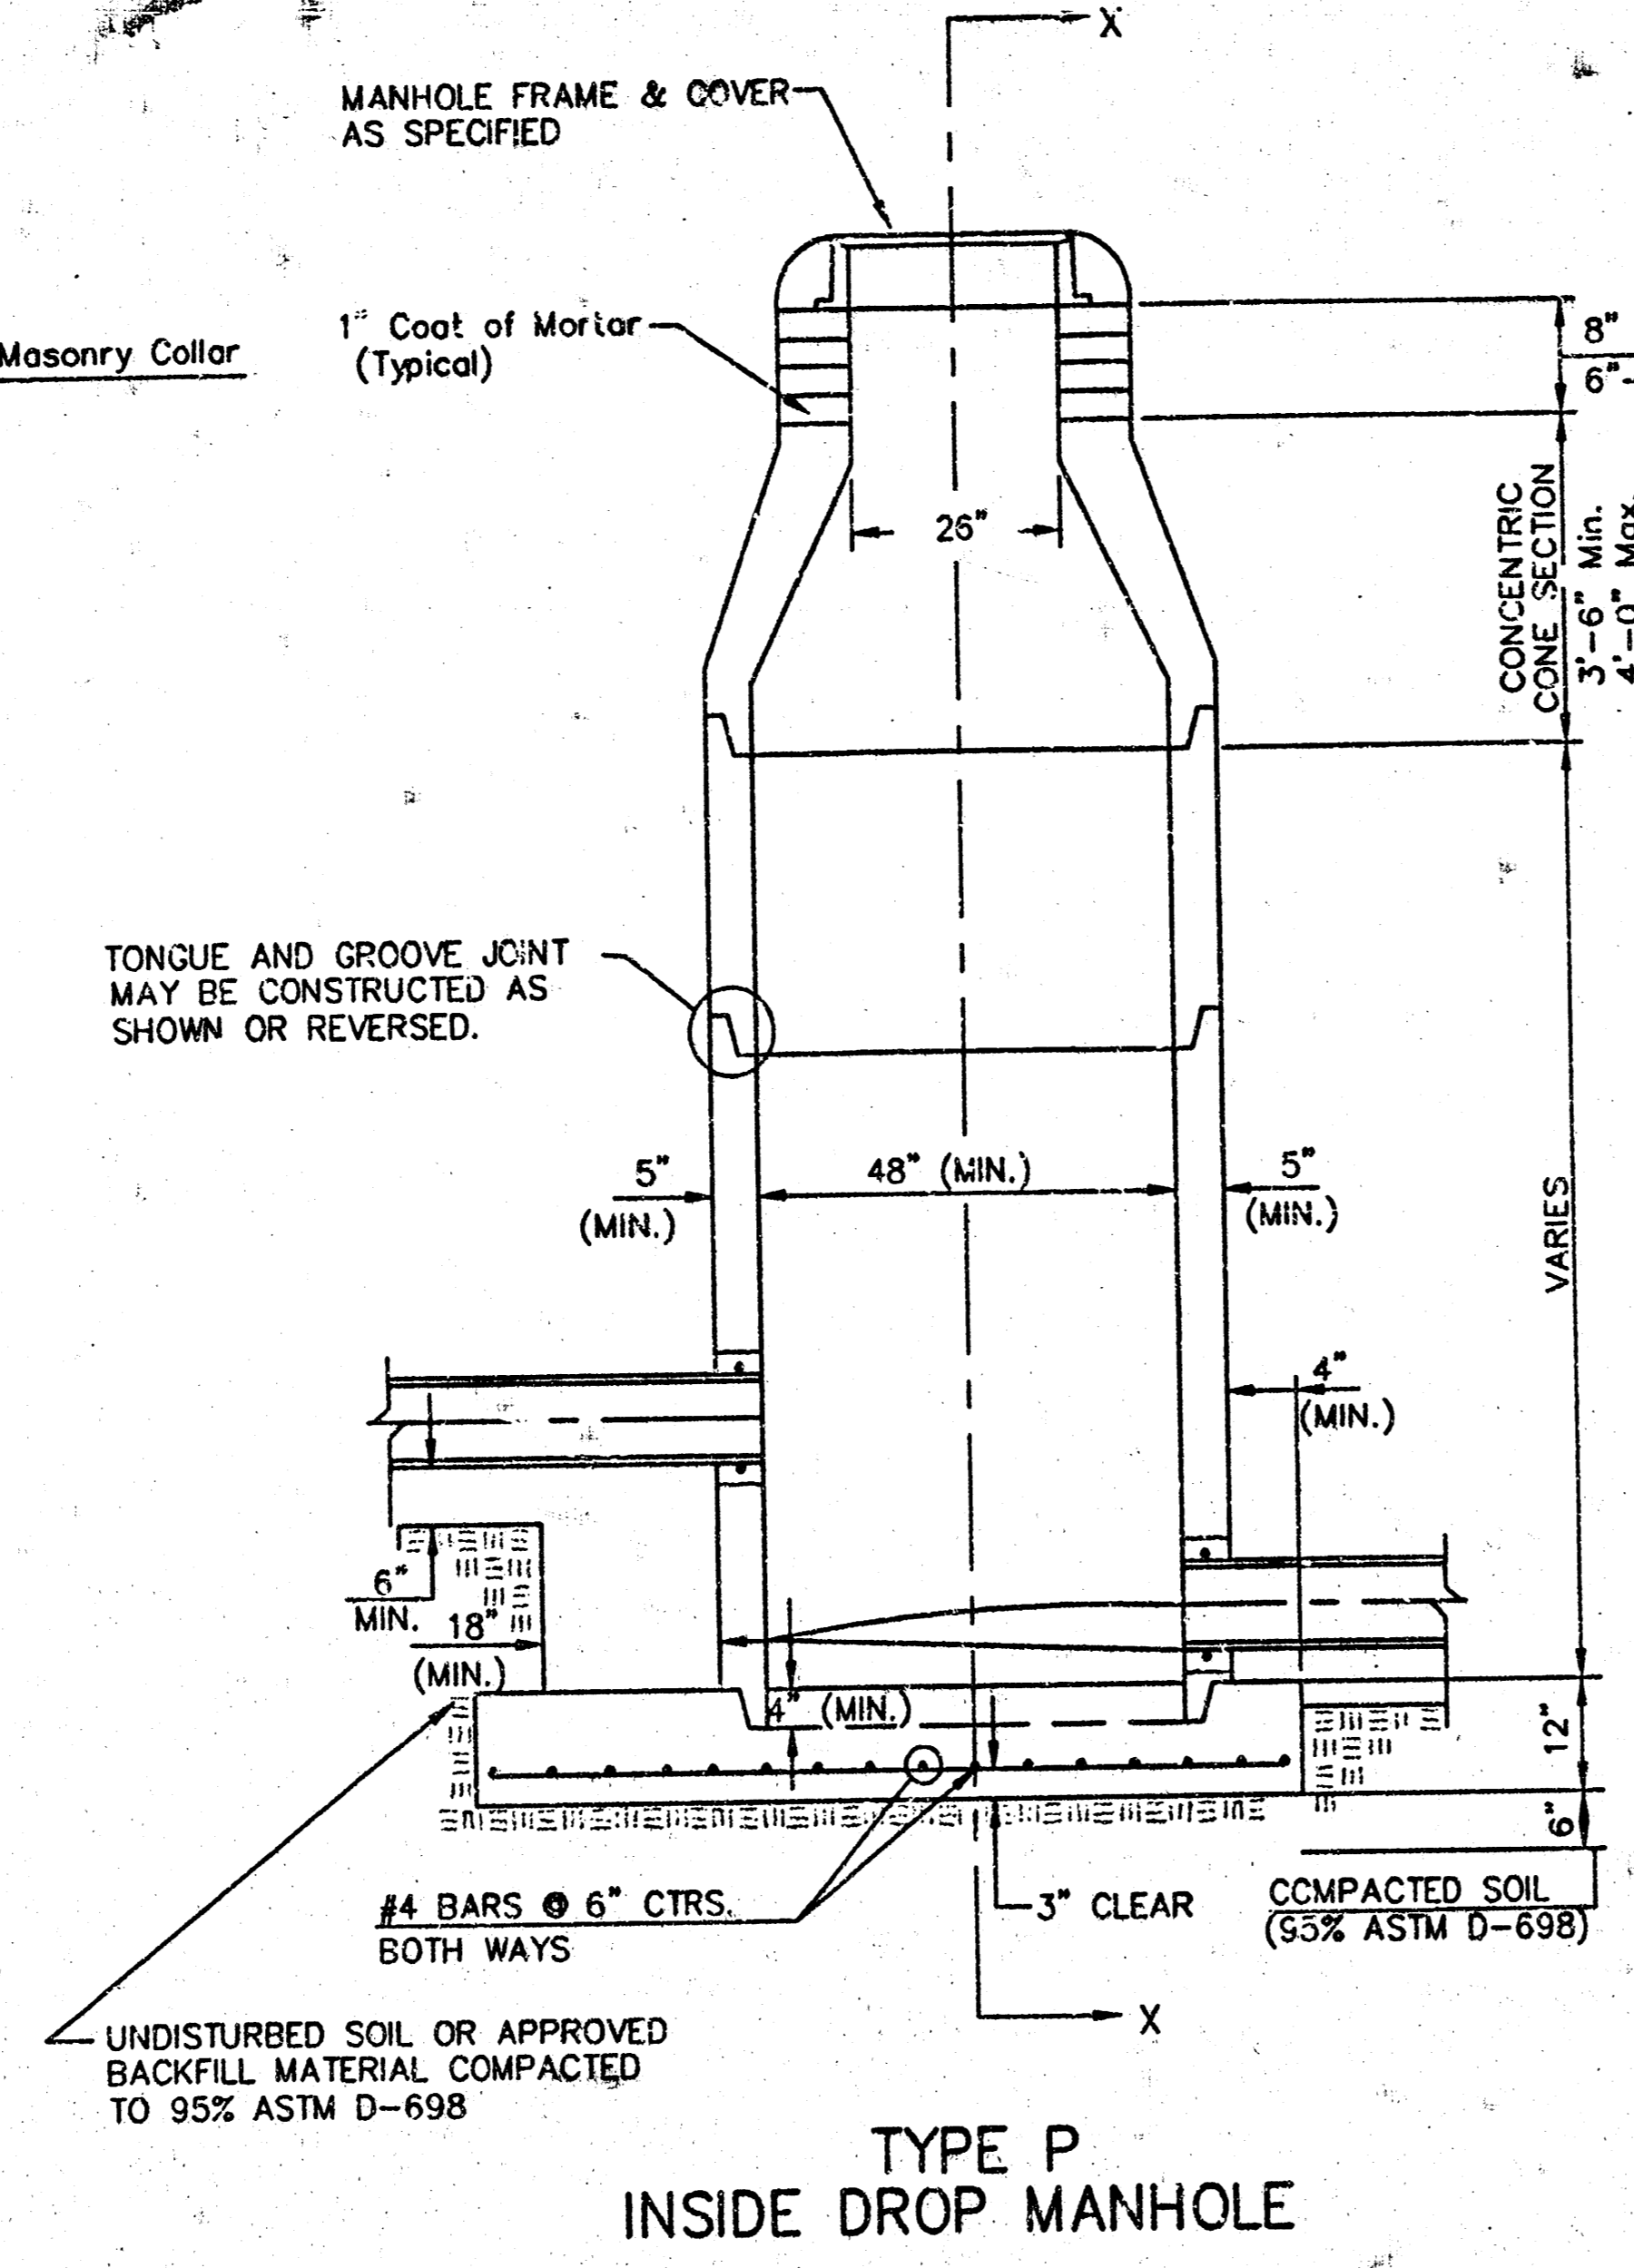 X
MANHOLE FRAME & COVER
AS SPECIFIED
Masonry Collar
1" Coat of Mortar
(Typical)
8"
6"-
26"
CONCENTRIC
CONE SECTION
3'-6" Min.
4'-0" Max.
TONGUE AND GROOVE JOINT
MAY BE CONSTRUCTED AS
SHOWN OR REVERSED.
5"
(MIN.)
48" (MIN.)
5"
(MIN.)
VARIES
4"
(MIN.)
6"
MIN.
18"
(MIN.)
4" (MIN.)
12"
6"
#4 BARS @ 6" CTRS.
BOTH WAYS
3" CLEAR
COMPACTED SOIL
(95% ASTM D-698)
X
UNDISTURBED SOIL OR APPROVED
BACKFILL MATERIAL COMPACTED
TO 95% ASTM D-698
TYPE P
INSIDE DROP MANHOLE